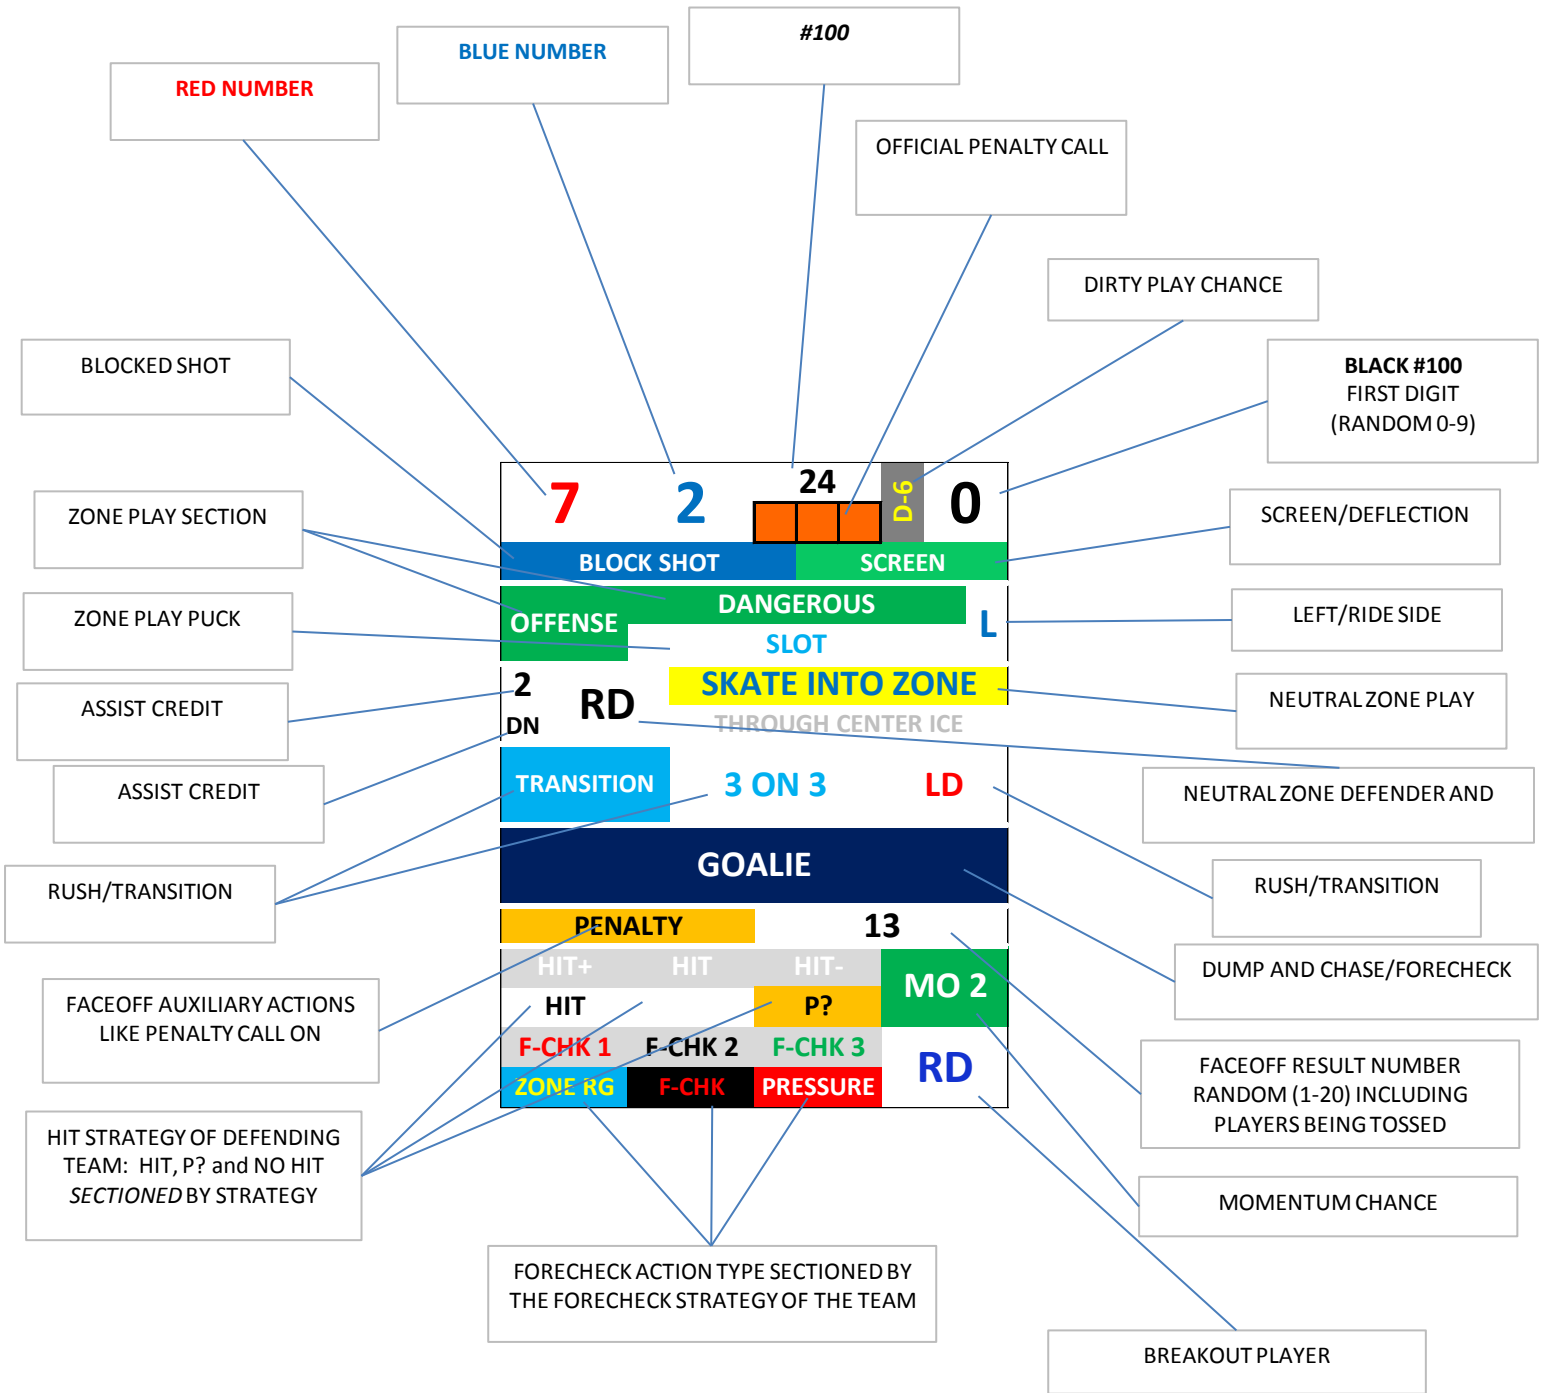 #100
BLUE NUMBER
RED NUMBER
OFFICIAL PENALTY CALL
DIRTY PLAY CHANCE
BLOCKED SHOT
BLACK #100
FIRST DIGIT
(RANDOM 0-9)
ZONE PLAY SECTION
SCREEN/DEFLECTION
ZONE PLAY PUCK
LEFT/RIDE SIDE
ASSIST CREDIT
NEUTRAL ZONE PLAY
ASSIST CREDIT
NEUTRAL ZONE DEFENDER AND
RUSH/TRANSITION
RUSH/TRANSITION
DUMP AND CHASE/FORECHECK
FACEOFF AUXILIARY ACTIONS
LIKE PENALTY CALL ON
FACEOFF RESULT NUMBER
RANDOM (1-20) INCLUDING
PLAYERS BEING TOSSED
HIT STRATEGY OF DEFENDING
TEAM: HIT, P? and NO HIT
SECTIONED BY STRATEGY
MOMENTUM CHANCE
FORECHECK ACTION TYPE SECTIONED BY
THE FORECHECK STRATEGY OF THE TEAM
BREAKOUT PLAYER
7 2 24 D-6 0
BLOCK SHOT SCREEN
OFFENSE DANGEROUS L
SLOT
2 RD SKATE INTO ZONE
DN THROUGH CENTER ICE
TRANSITION 3 ON 3 LD
GOALIE
PENALTY 13
HIT+ HIT HIT- MO 2
HIT P?
F-CHK 1 F-CHK 2 F-CHK 3 RD
ZONE RG F-CHK PRESSURE